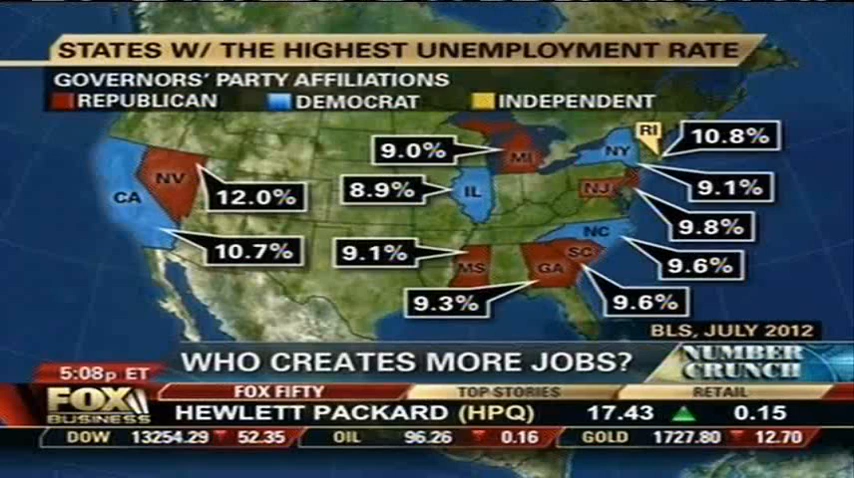 STATES W/ THE HIGHEST UNEMPLOYMENT RATE
GOVERNORS' PARTY AFFILIATIONS
REPUBLICAN DEMOCRAT INDEPENDENT
RI 10.8%
9.0% MI NY
NV 12.0% 8.9% IL NJ 9.1%
CA
9.8%
10.7% 9.1% NC
MS GA SC 9.6%
9.3% 9.6%
BLS, JULY 2012
WHO CREATES MORE JOBS?
NUMBER
CRUNCH
5:08p ET
FOX FIFTY TOP STORIES RETAIL
FOX
BUSINESS
HEWLETT PACKARD (HPQ) 17.43 0.15
DOW 13254.29 52.35 OIL 96.26 0.16 GOLD 1727.80 12.70